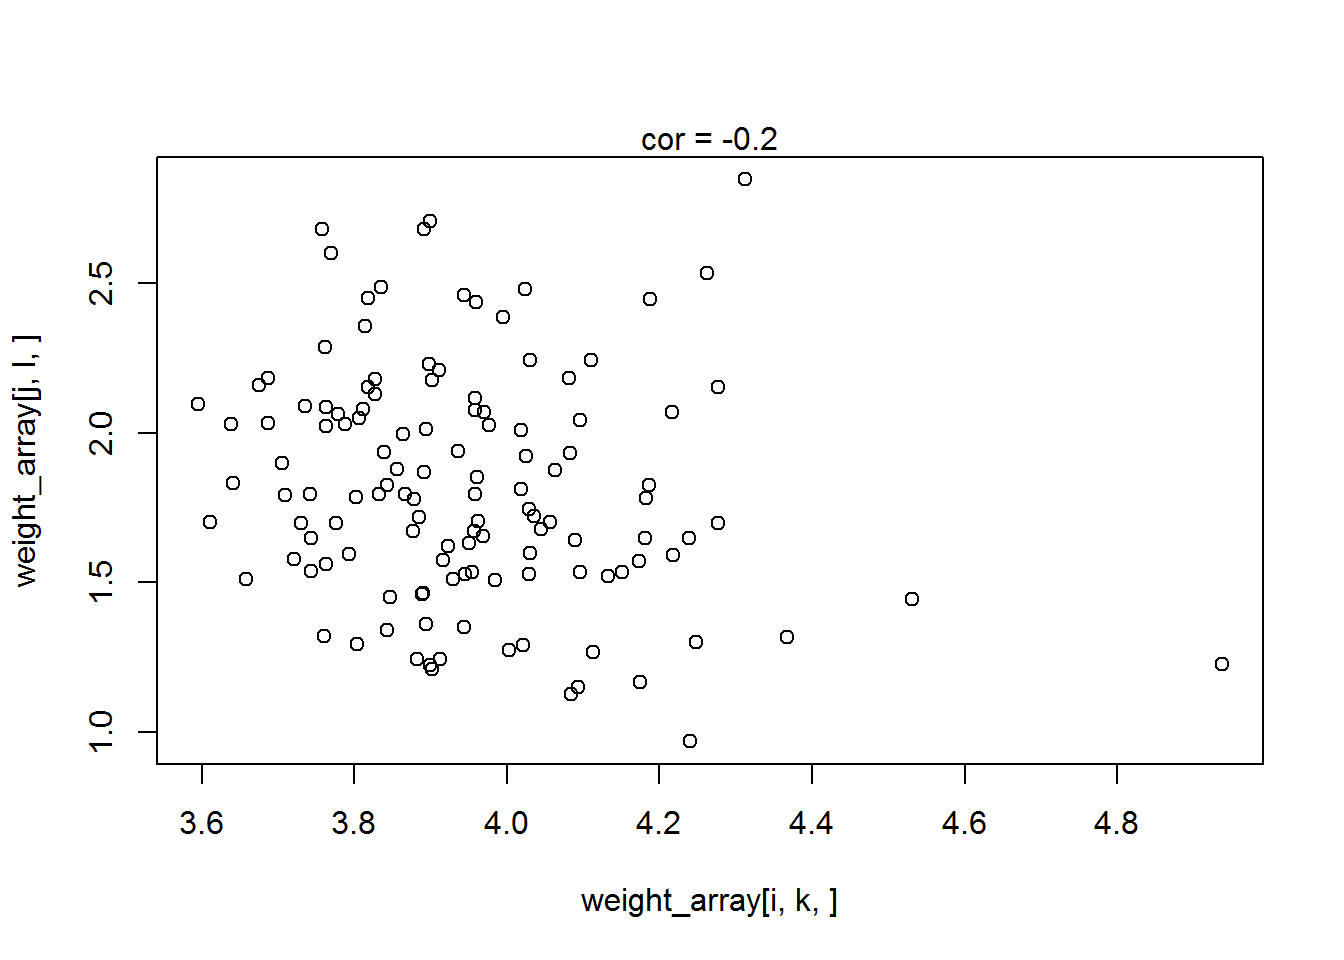 cor = -0.2
weight_array[j, l, ]
2.5
2.0
1.5
1.0
3.6 3.8 4.0 4.2 4.4 4.6 4.8
weight_array[i, k, ]